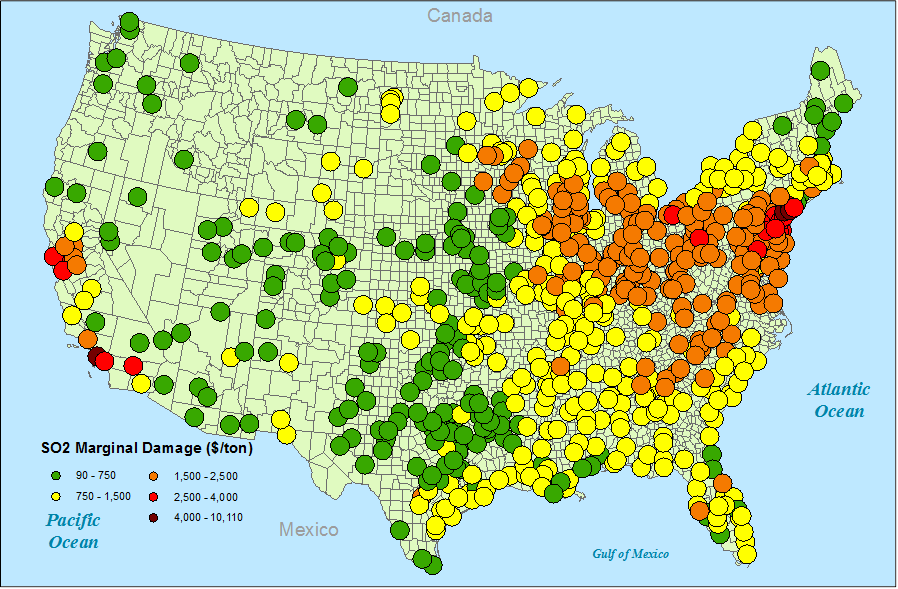 Canada
Atlantic
Ocean
SO2 Marginal Damage ($/ton)
90 - 750
1,500 - 2,500
750 - 1,500
2,500 - 4,000
4,000 - 10,110
Pacific
Ocean
Mexico
Gulf of Mexico